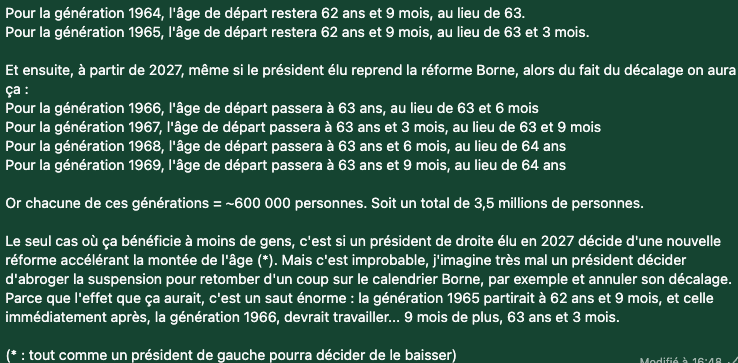 Pour la génération 1964, l'âge de départ restera 62 ans et 9 mois, au lieu de 63.
Pour la génération 1965, l'âge de départ restera 62 ans et 9 mois, au lieu de 63 et 3 mois.
Et ensuite, à partir de 2027, même si le président élu reprend la réforme Borne, alors du fait du décalage on aura
ça :
Pour la génération 1966, l'âge de départ passera à 63 ans, au lieu de 63 et 6 mois
Pour la génération 1967, l'âge de départ passera à 63 ans et 3 mois, au lieu de 63 et 9 mois
Pour la génération 1968, l'âge de départ passera à 63 ans et 6 mois, au lieu de 64 ans
Pour la génération 1969, l'âge de départ passera à 63 ans et 9 mois, au lieu de 64 ans
Or chacune de ces générations = ~600 000 personnes. Soit un total de 3,5 millions de personnes.
Le seul cas où ça bénéficie à moins de gens, c'est si un président de droite élu en 2027 décide d'une nouvelle
réforme accélérant la montée de l'âge (*). Mais c'est improbable, j'imagine très mal un président décider
d'abroger la suspension pour retomber d'un coup sur le calendrier Borne, par exemple et annuler son décalage.
Parce que l'effet que ça aurait, c'est un saut énorme : la génération 1965 partirait à 62 ans et 9 mois, et celle
immédiatement après, la génération 1966, devrait travailler... 9 mois de plus, 63 ans et 3 mois.
(* : tout comme un président de gauche pourra décider de le baisser)
Modifié à 16:48